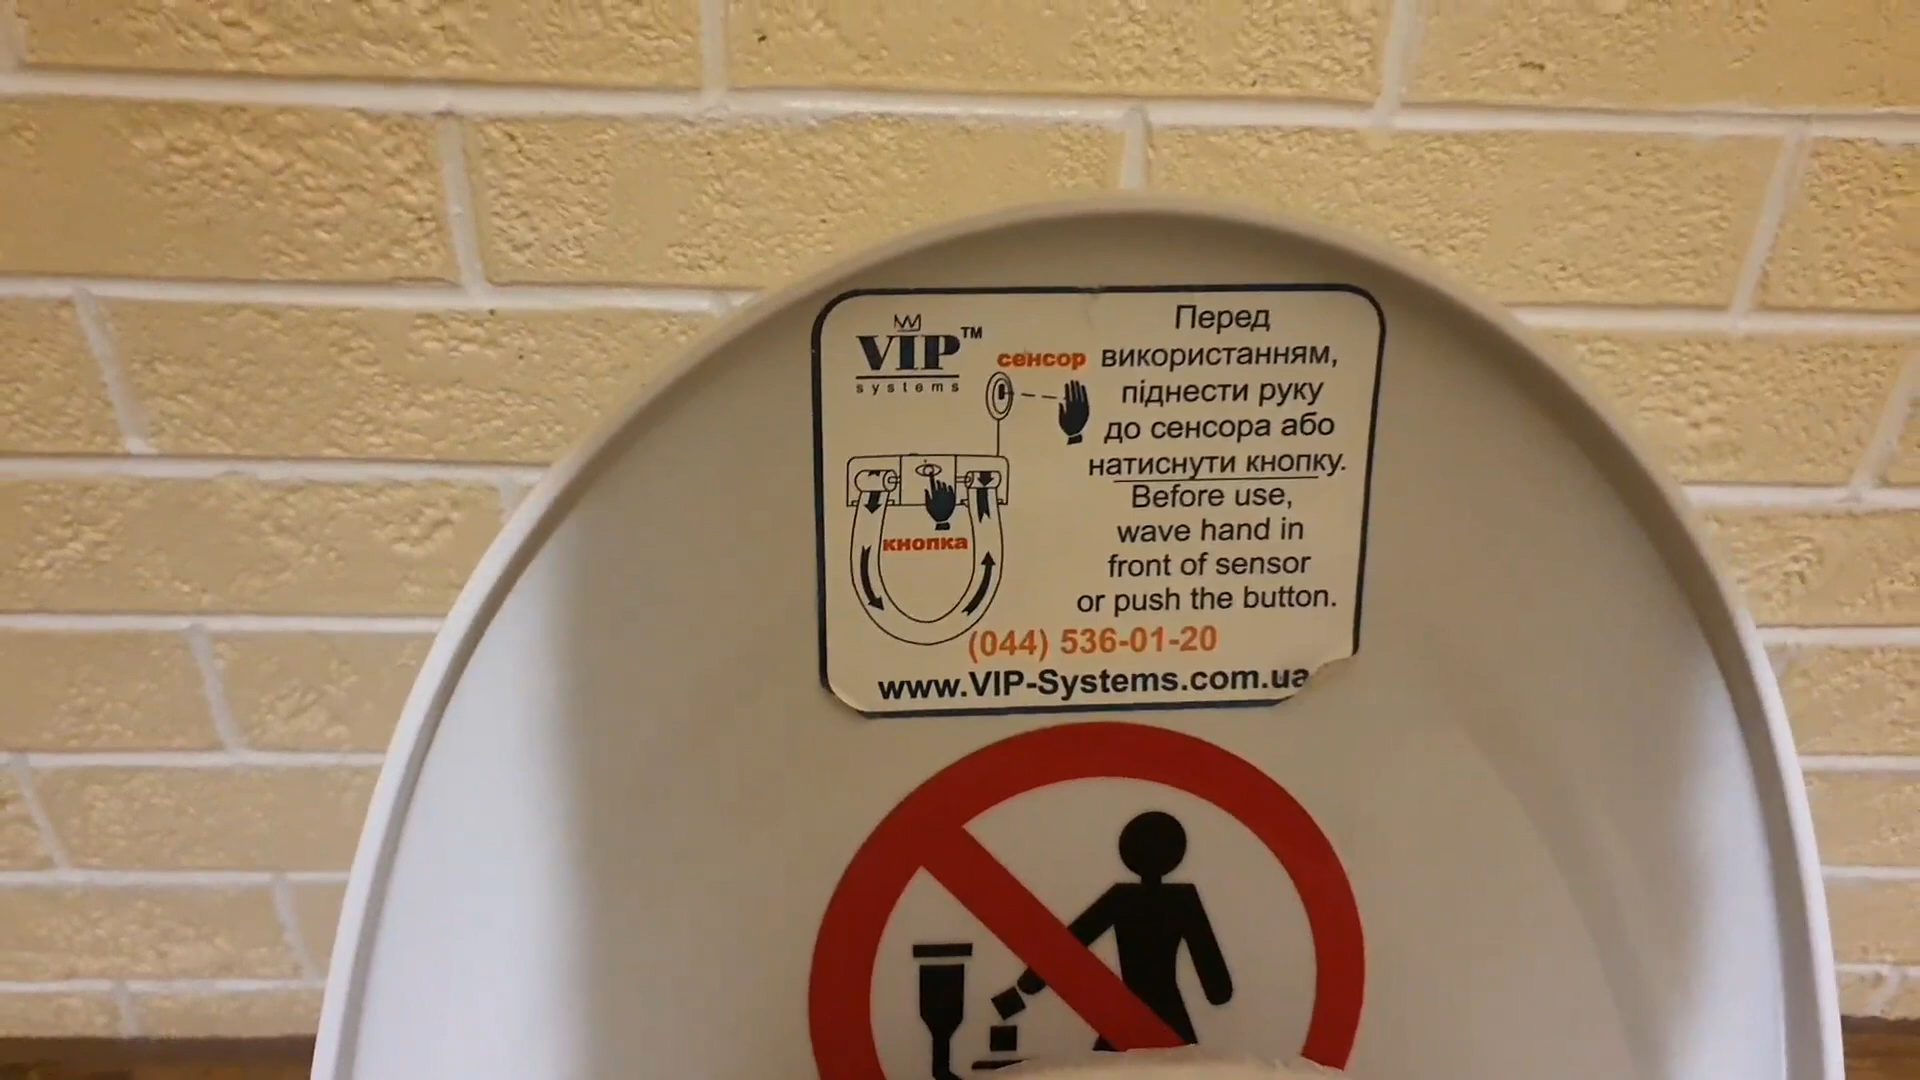 VIP™
systems
сенсор
кнопка
Перед
використанням,
піднести руку
до сенсора або
натиснути кнопку.
Before use,
wave hand in
front of sensor
or push the button.
(044) 536-01-20
www.VIP-Systems.com.ua